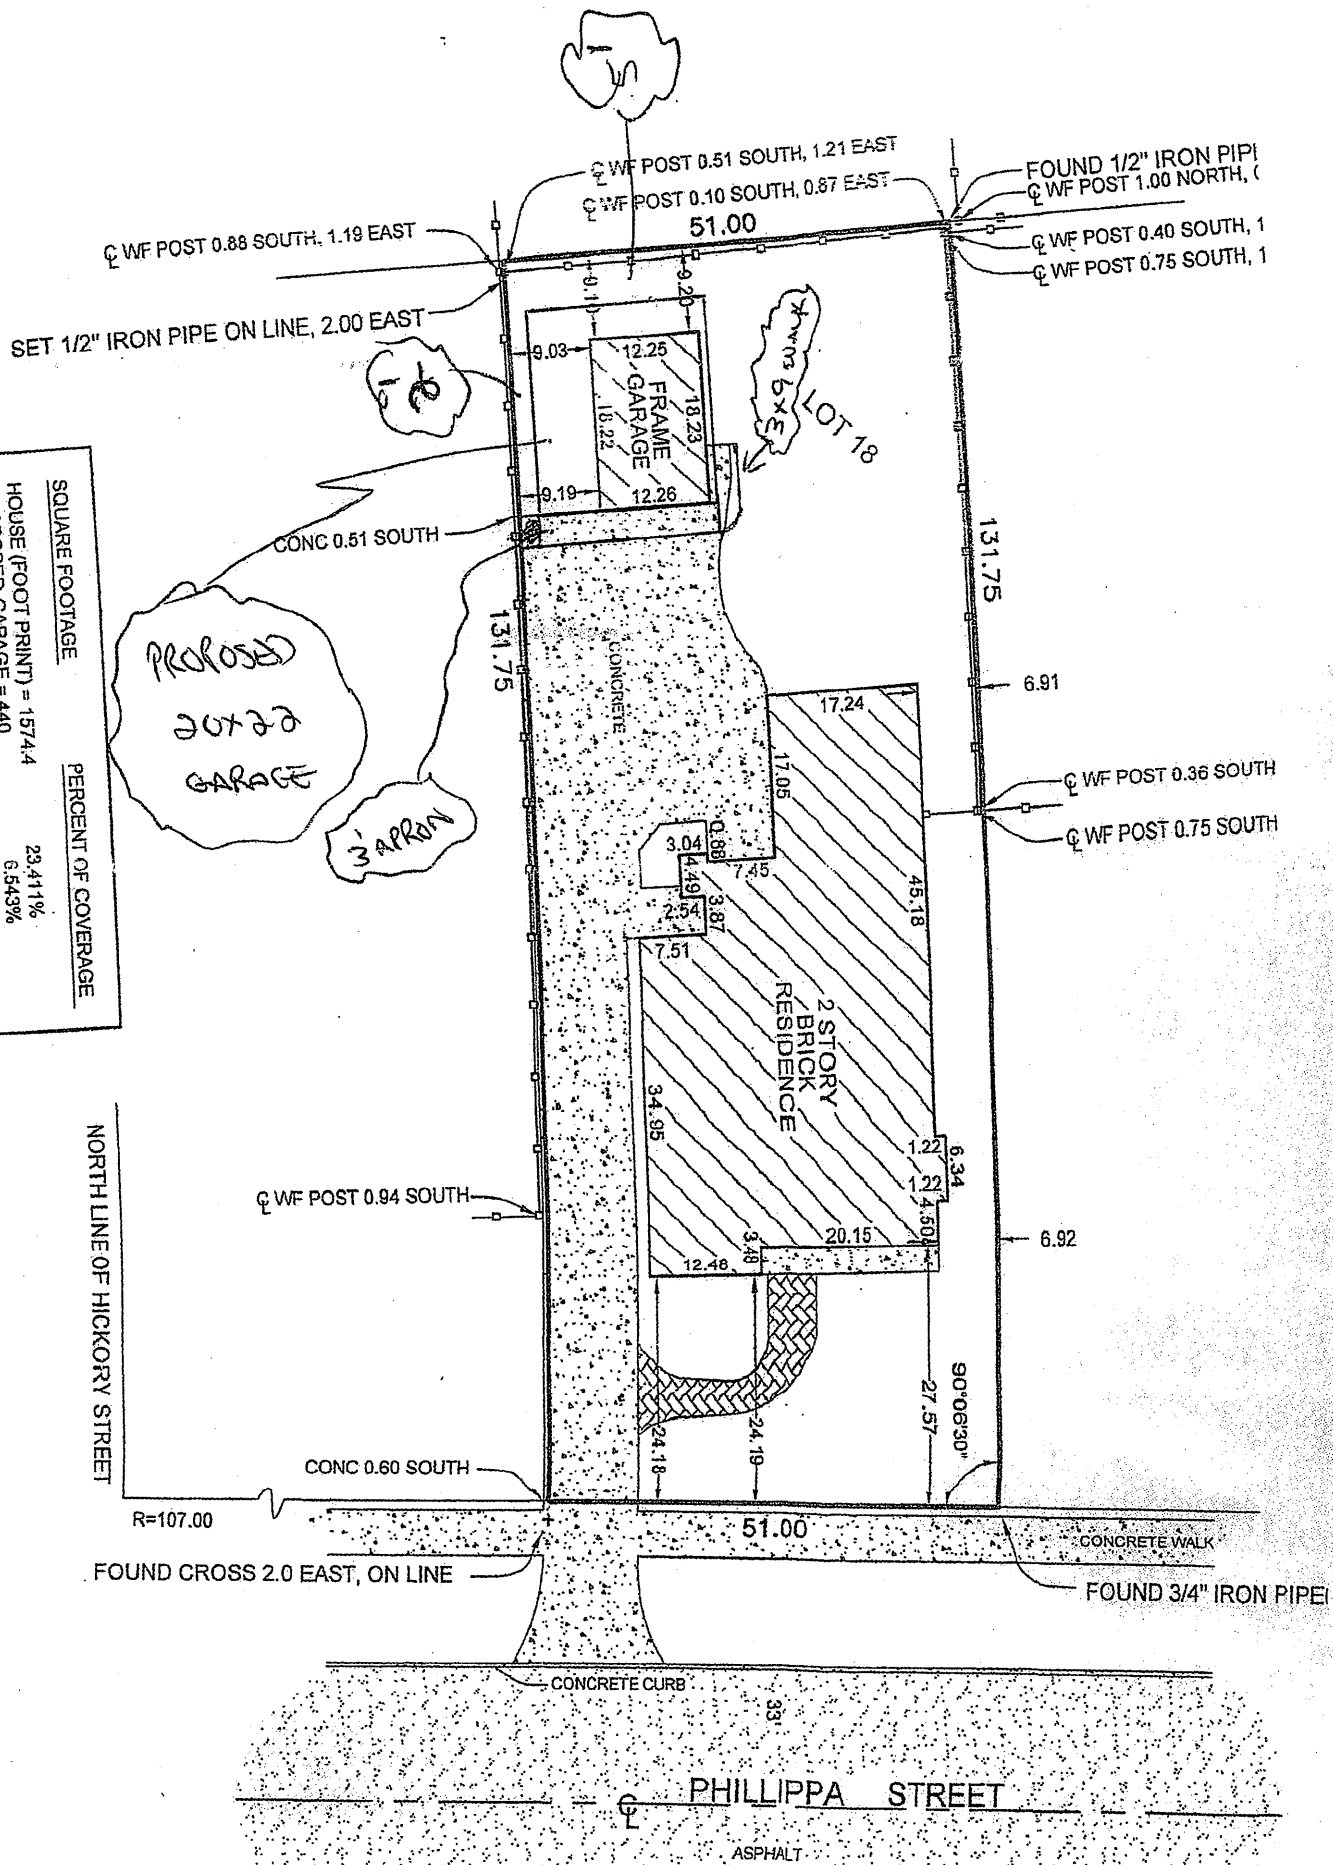 5'
℄ WF POST 0.51 SOUTH, 1.21 EAST
℄ WF POST 0.10 SOUTH, 0.87 EAST
51.00
FOUND 1/2" IRON PIPE
℄ WF POST 1.00 NORTH, (
℄ WF POST 0.40 SOUTH, 1
℄ WF POST 0.75 SOUTH, 1
℄ WF POST 0.88 SOUTH, 1.19 EAST
SET 1/2" IRON PIPE ON LINE, 2.00 EAST
9.10
9.20
9.03
12.25
FRAME
GARAGE
18.22
18.23
9.19
12.26
3x9
LOT 18
CONC 0.51 SOUTH
131.75
131.75
SQUARE FOOTAGE
PERCENT OF COVERAGE
HOUSE (FOOT PRINT) = 1574.4
23.411%
GARAGE = 440
6.543%
PROPOSED
20x22
GARAGE
3' APRON
CONCRETE
17.24
6.91
17.05
℄ WF POST 0.36 SOUTH
℄ WF POST 0.75 SOUTH
3.04
0.88
7.45
4.49
2.54
3.87
7.51
45.18
2 STORY
BRICK
RESIDENCE
34.95
1.22
6.34
1.22
4.50
20.15
3.48
12.48
6.92
℄ WF POST 0.94 SOUTH
NORTH LINE OF HICKORY STREET
24.18
24.19
27.57
90°06'30"
CONC 0.60 SOUTH
R=107.00
51.00
CONCRETE WALK
FOUND CROSS 2.0 EAST, ON LINE
FOUND 3/4" IRON PIPE
CONCRETE CURB
33'
℄ PHILLIPPA STREET
ASPHALT